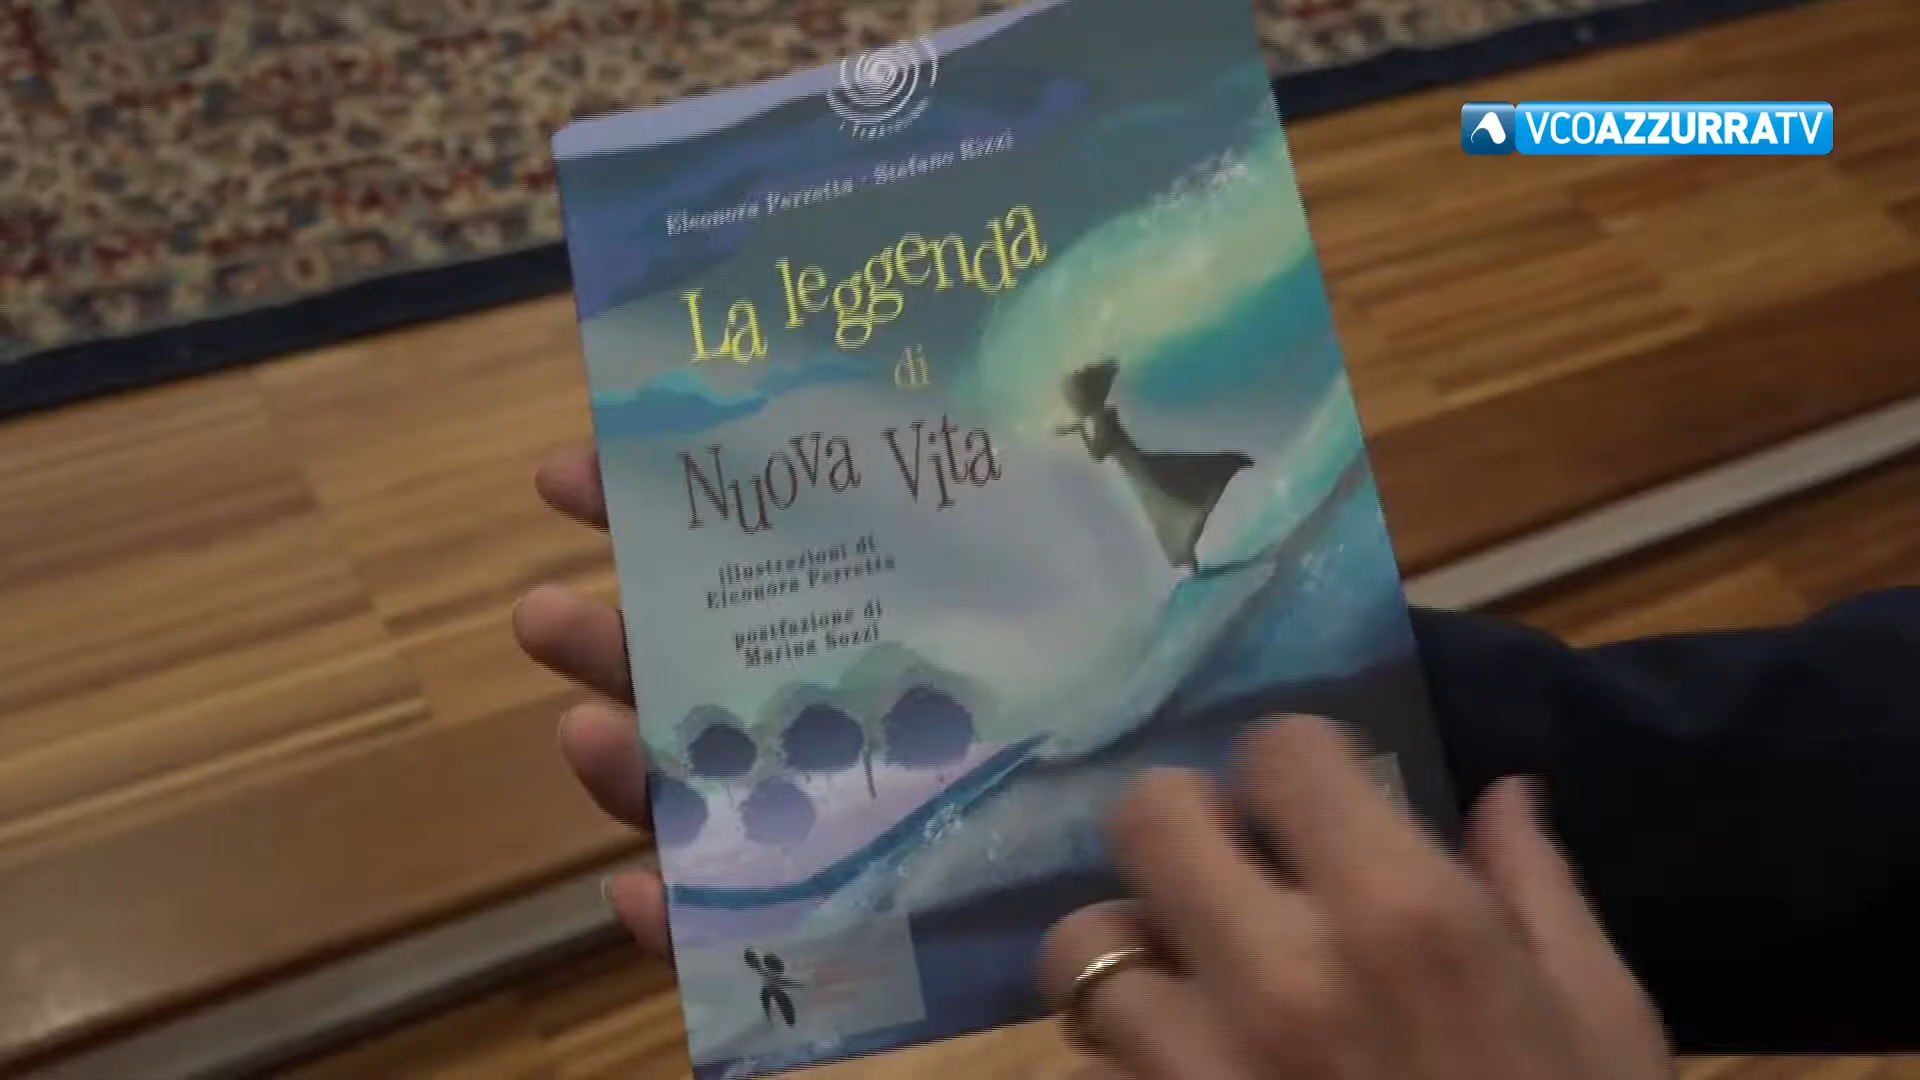 VCOAZZURRATV
Eleonora Perretta - Stefano Rizzi
La leggenda
di
Nuova Vita
illustrazioni di
Eleonora Perretta
postfazione di
Marina Sozzi